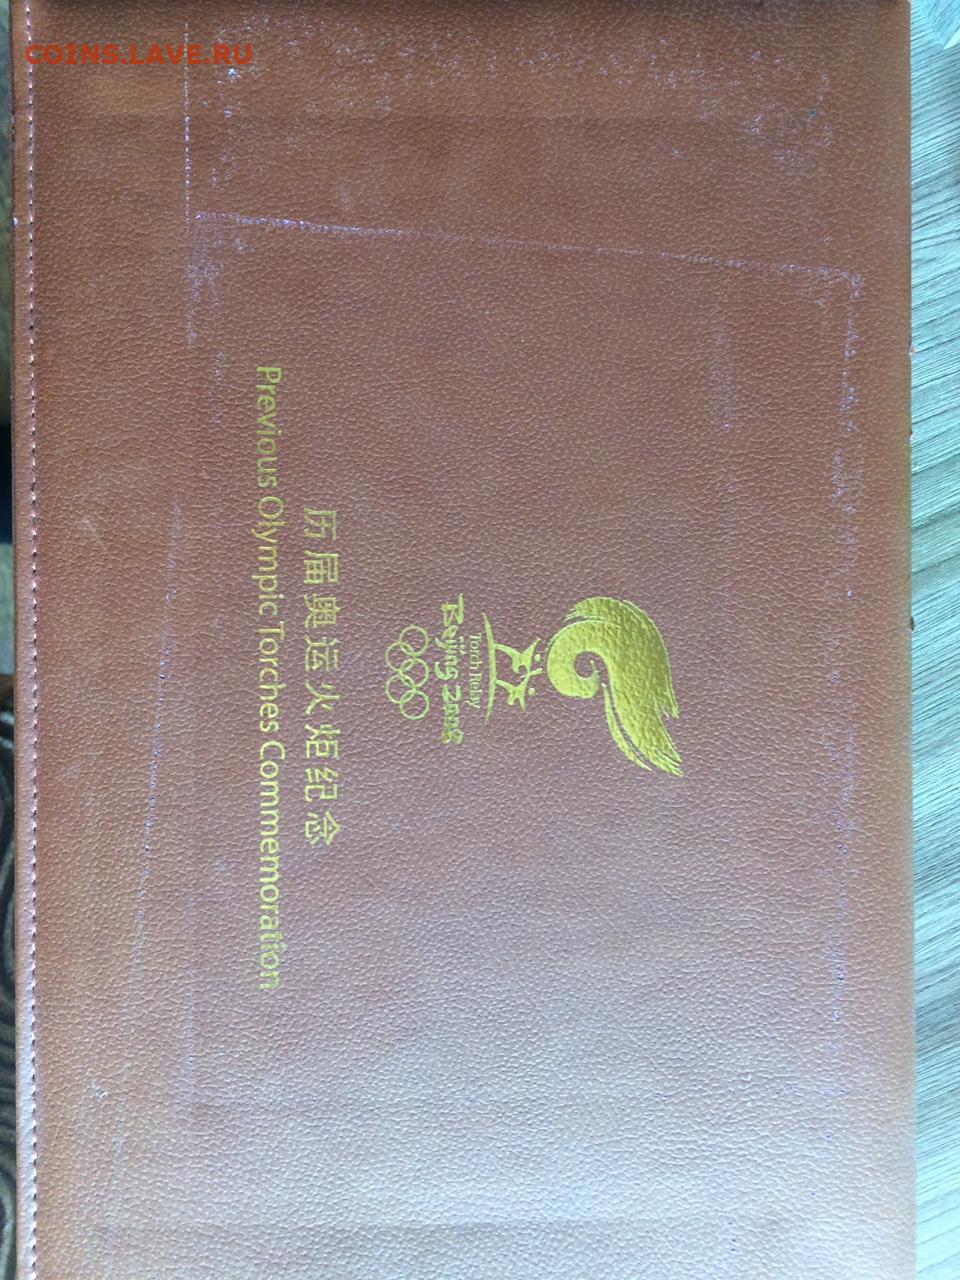 COINS.LAVE.RU
Torch Relay
Beijing 2008
历届奥运火炬纪念
Previous Olympic Torches Commemoration